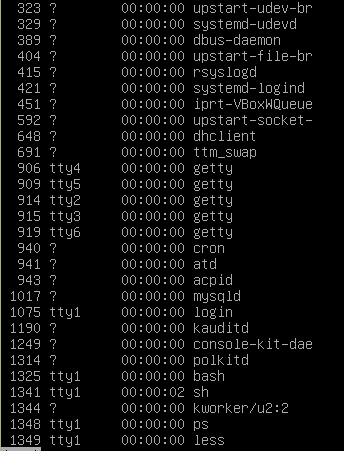 323 ? 00:00:00 upstart-udev-br
329 ? 00:00:00 systemd-udevd
389 ? 00:00:00 dbus-daemon
404 ? 00:00:00 upstart-file-br
415 ? 00:00:00 rsyslogd
421 ? 00:00:00 systemd-logind
451 ? 00:00:00 iprt-VBoxWQueue
592 ? 00:00:00 upstart-socket-
648 ? 00:00:00 dhclient
691 ? 00:00:00 ttm_swap
906 tty4 00:00:00 getty
909 tty5 00:00:00 getty
914 tty2 00:00:00 getty
915 tty3 00:00:00 getty
919 tty6 00:00:00 getty
940 ? 00:00:00 cron
941 ? 00:00:00 atd
943 ? 00:00:00 acpid
1017 ? 00:00:00 mysqld
1075 tty1 00:00:00 login
1190 ? 00:00:00 kauditd
1249 ? 00:00:00 console-kit-dae
1314 ? 00:00:00 polkitd
1325 tty1 00:00:00 bash
1341 tty1 00:00:02 sh
1344 ? 00:00:00 kworker/u2:2
1348 tty1 00:00:00 ps
1349 tty1 00:00:00 less